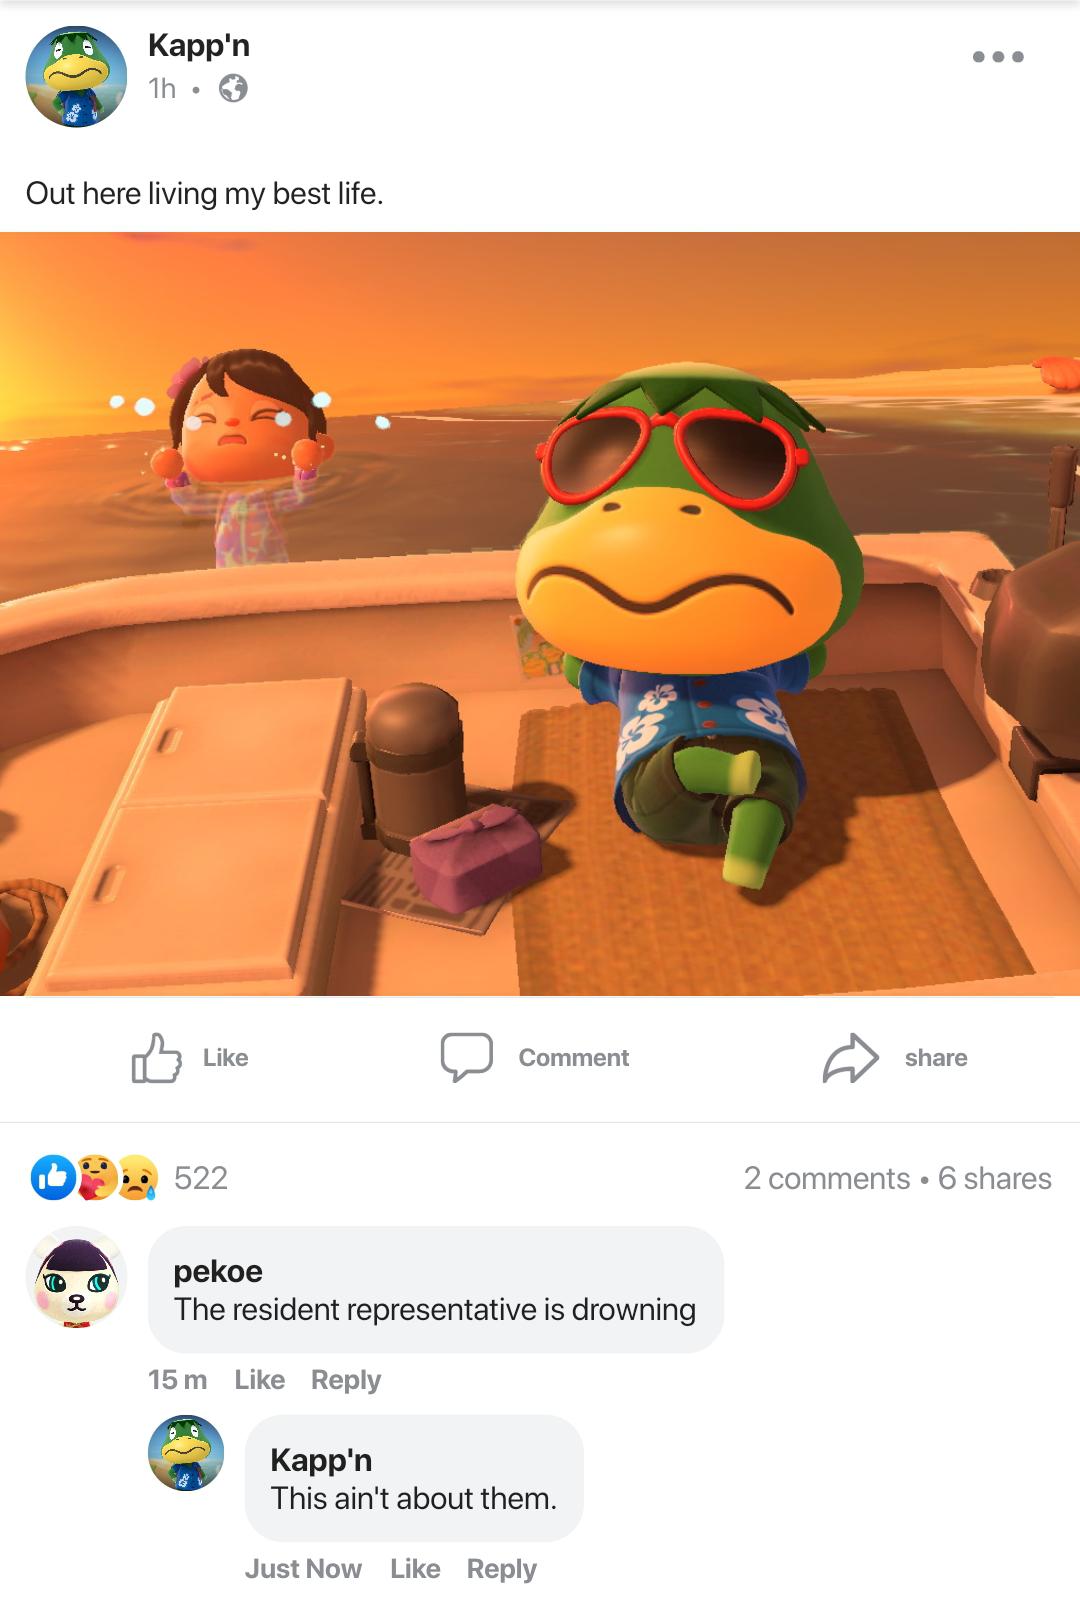 Kapp'n
1h •
Out here living my best life.
Like
Comment
share
522
2 comments • 6 shares
pekoe
The resident representative is drowning
15 m Like Reply
Kapp'n
This ain't about them.
Just Now Like Reply